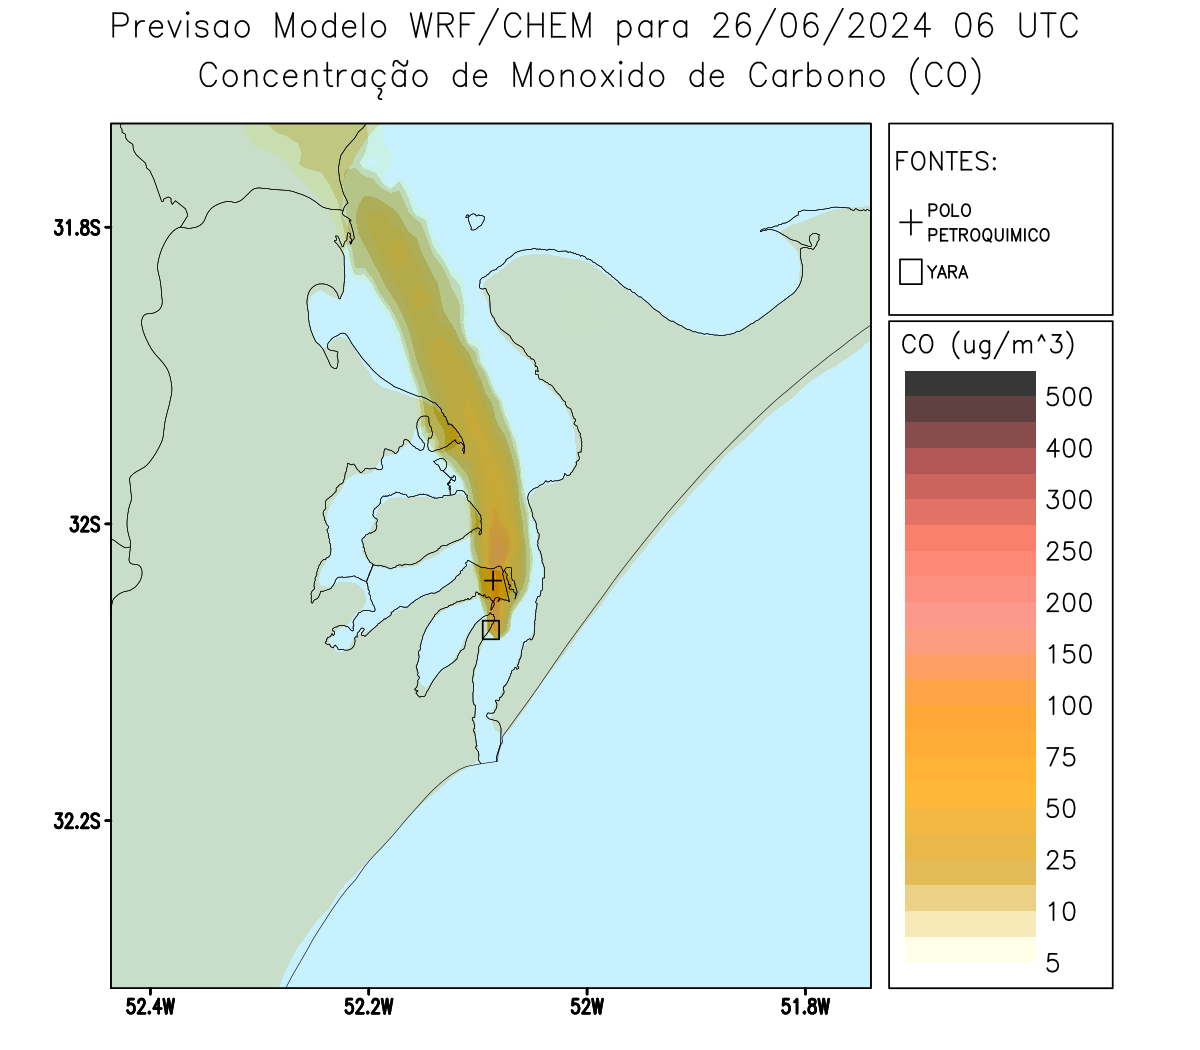 Previsao Modelo WRF/CHEM para 26/06/2024 06 UTC
Concentração de Monoxido de Carbono (CO)
FONTES:
POLO
PETROQUIMICO
YARA
CO (ug/m^3)
500
400
300
250
200
150
100
75
50
25
10
5
31.8S
32S
32.2S
52.4W
52.2W
52W
51.8W